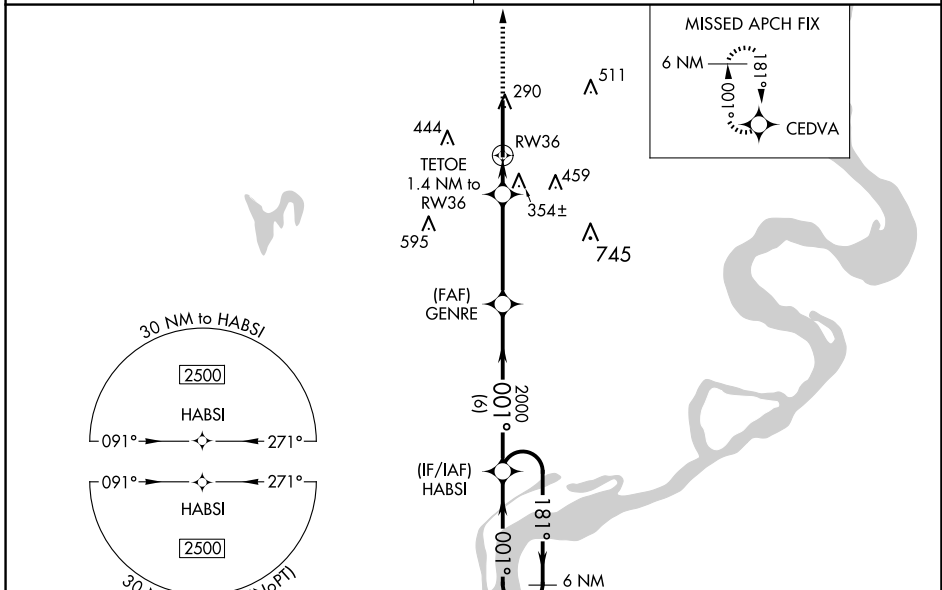 MISSED APCH FIX
6 NM
181°
001°
CEDVA
511
290
444
RW36
TETOE
1.4 NM to
RW36
459
354±
595
745
(FAF)
GENRE
30 NM to HABSI
2500
HABSI
091°
271°
2000
001°
(6)
(IF/IAF)
HABSI
091°
271°
HABSI
2500
181°
001°
6 NM
30